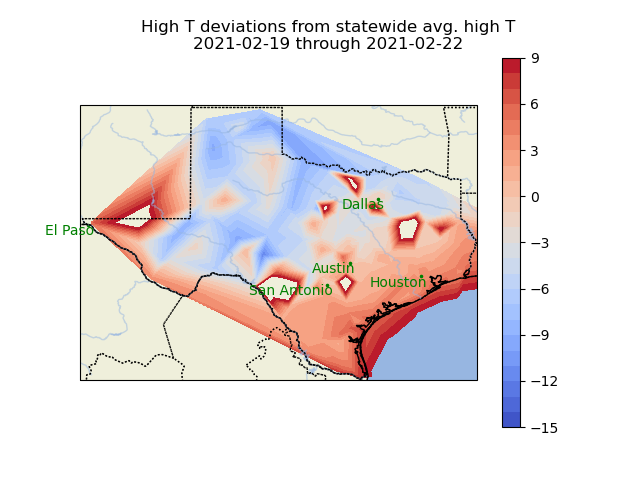 High T deviations from statewide avg. high T
2021-02-19 through 2021-02-22
9
6
3
0
−3
−6
−9
−12
−15
Dallas
El Paso
Austin
Houston
San Antonio